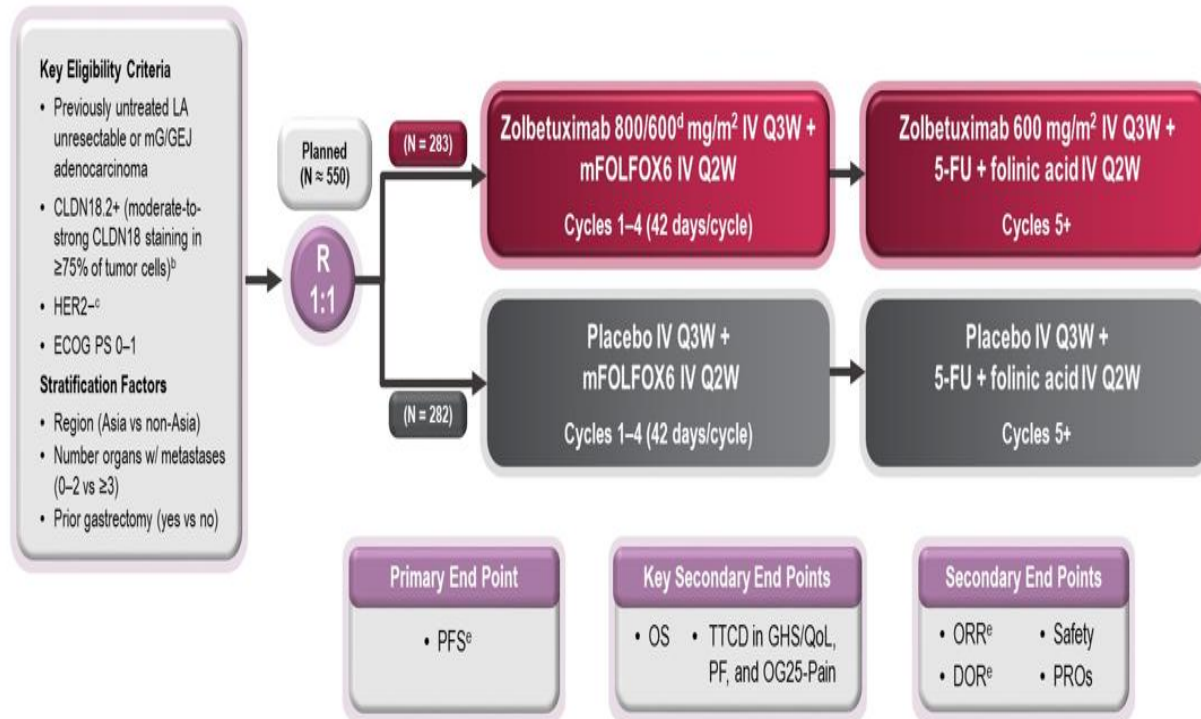 Key Eligibility Criteria
• Previously untreated LA
unresectable or mG/GEJ
adenocarcinoma
• CLDN18.2+ (moderate-to-
strong CLDN18 staining in
≥75% of tumor cells)ᵇ
• HER2−ᶜ
• ECOG PS 0–1
Stratification Factors
• Region (Asia vs non-Asia)
• Number organs w/ metastases
(0–2 vs ≥3)
• Prior gastrectomy (yes vs no)
Planned
(N ≈ 550)
R
1:1
(N = 283)
Zolbetuximab 800/600ᵈ mg/m² IV Q3W +
mFOLFOX6 IV Q2W
Cycles 1–4 (42 days/cycle)
Zolbetuximab 600 mg/m² IV Q3W +
5-FU + folinic acid IV Q2W
Cycles 5+
(N = 282)
Placebo IV Q3W +
mFOLFOX6 IV Q2W
Cycles 1–4 (42 days/cycle)
Placebo IV Q3W +
5-FU + folinic acid IV Q2W
Cycles 5+
Primary End Point
• PFSᵉ
Key Secondary End Points
• OS • TTCD in GHS/QoL,
PF, and OG25-Pain
Secondary End Points
• ORRᵉ • Safety
• DORᵉ • PROs